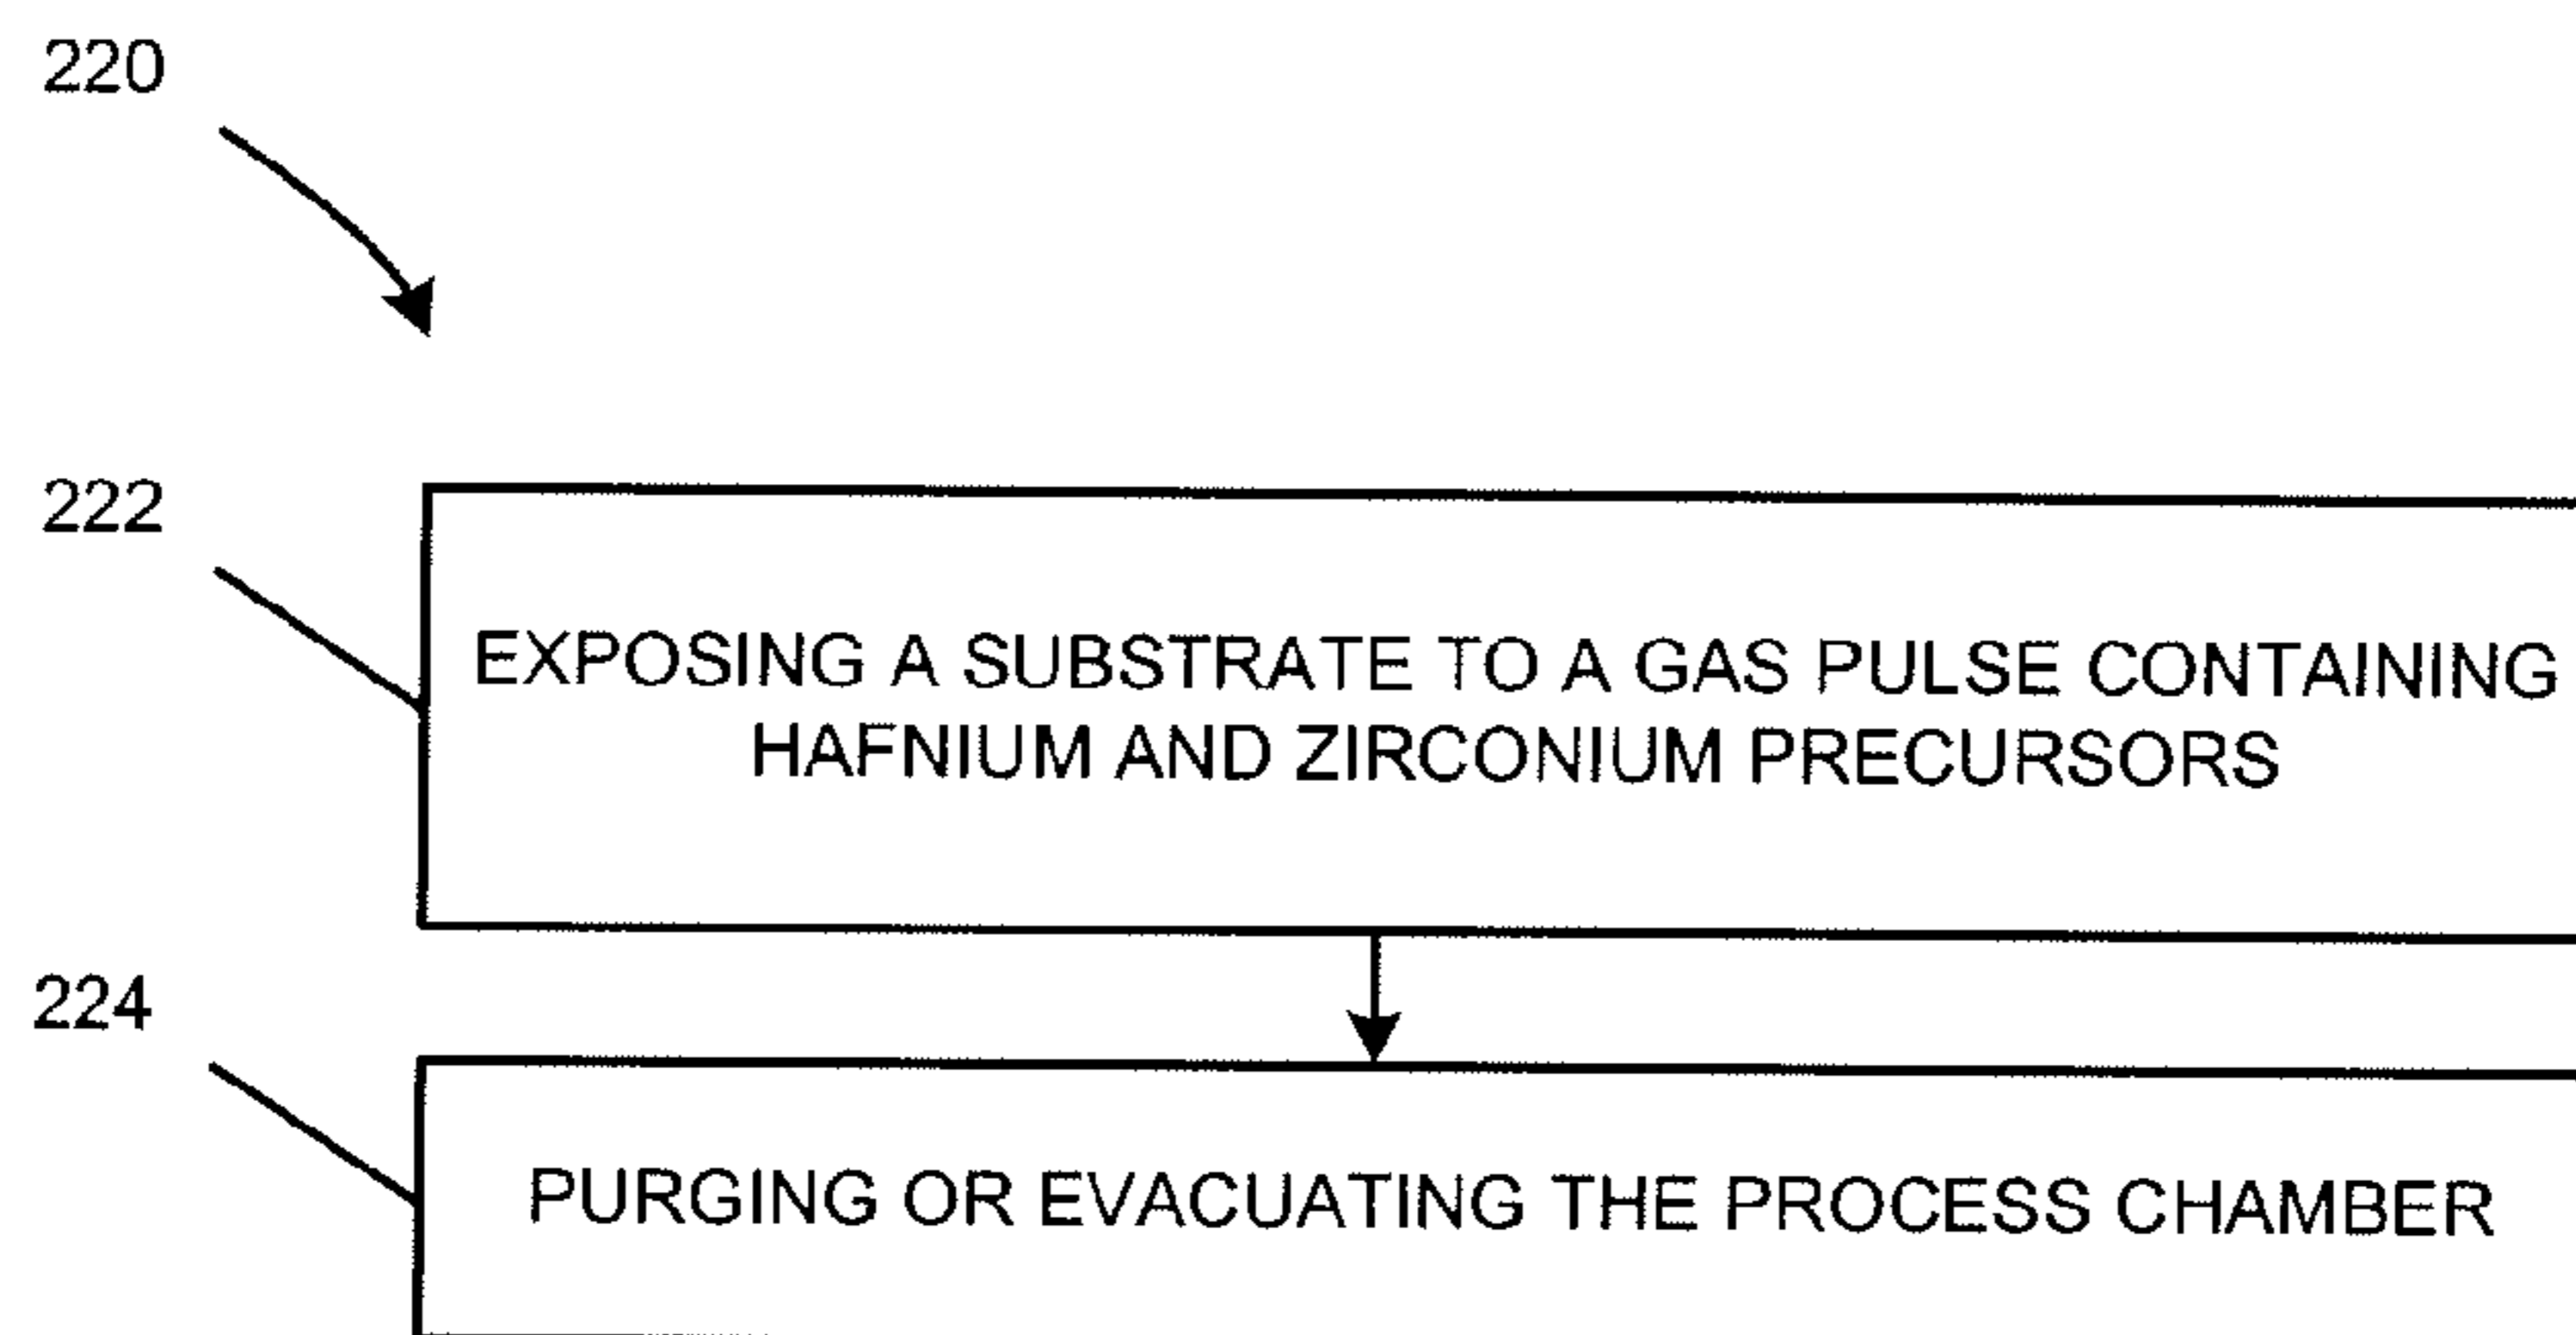 220
222
EXPOSING A SUBSTRATE TO A GAS PULSE CONTAINING
HAFNIUM AND ZIRCONIUM PRECURSORS
224
PURGING OR EVACUATING THE PROCESS CHAMBER